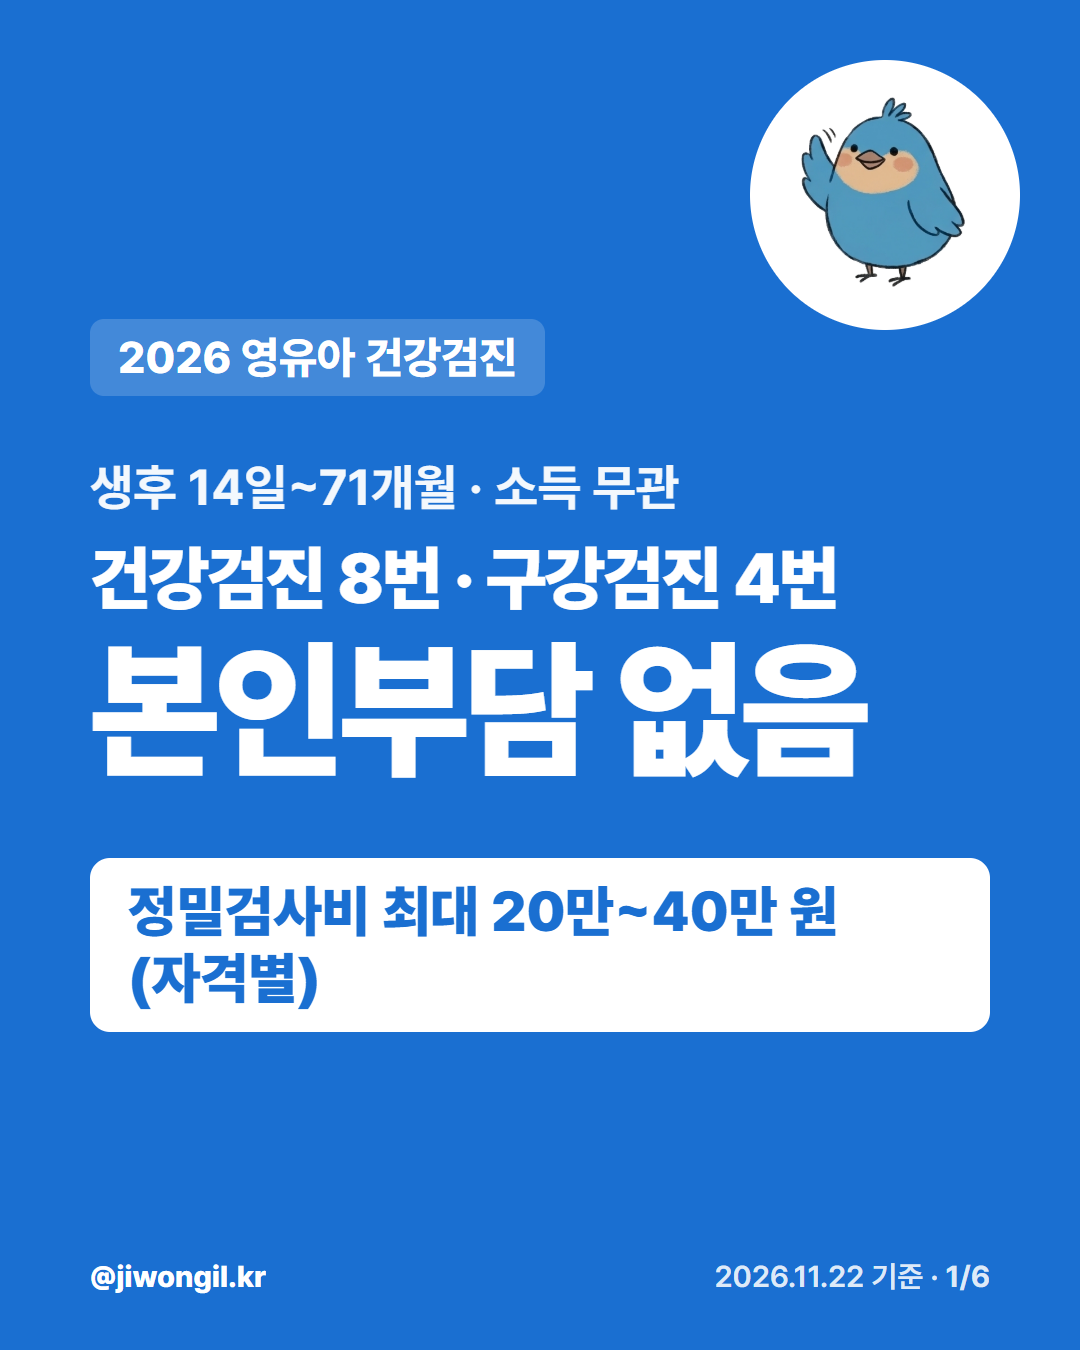 2026 영유아 건강검진
생후 14일~71개월 · 소득 무관
건강검진 8번 · 구강검진 4번
본인부담 없음
정밀검사비 최대 20만~40만 원
(자격별)
@jiwongil.kr
2026.11.22 기준 · 1/6